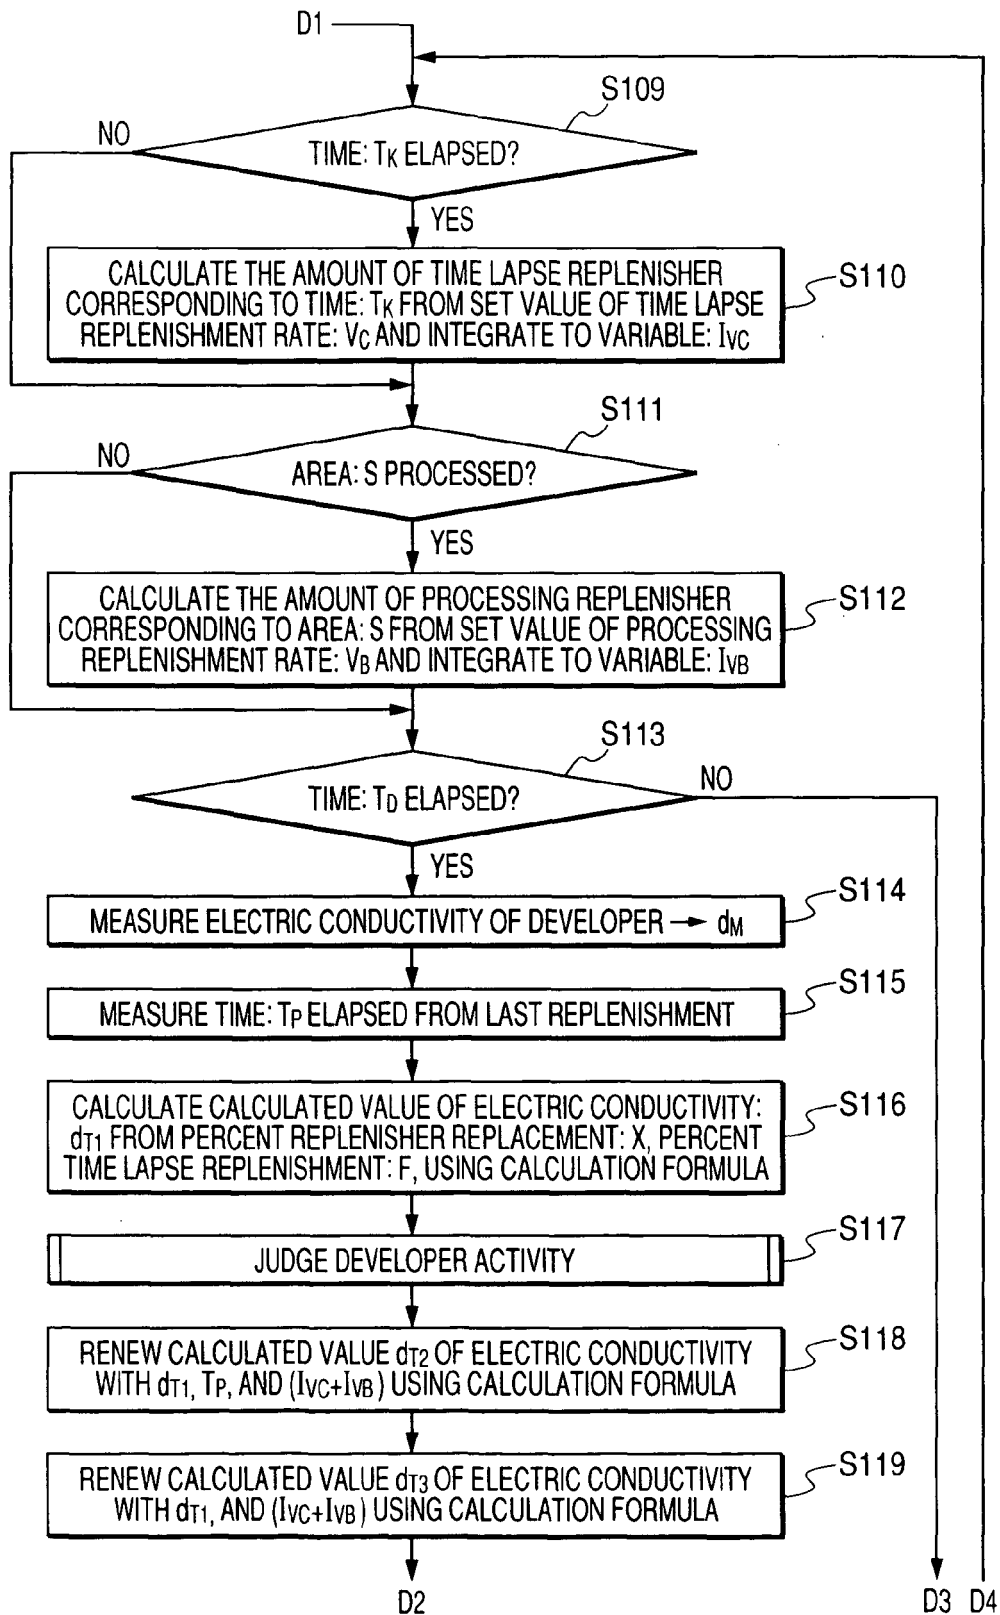 D1
S109
NO
TIME: TK ELAPSED?
YES
S110
CALCULATE THE AMOUNT OF TIME LAPSE REPLENISHER
CORRESPONDING TO TIME: TK FROM SET VALUE OF TIME LAPSE
REPLENISHMENT RATE: VC AND INTEGRATE TO VARIABLE: IVC
S111
NO
AREA: S PROCESSED?
YES
S112
CALCULATE THE AMOUNT OF PROCESSING REPLENISHER
CORRESPONDING TO AREA: S FROM SET VALUE OF PROCESSING
REPLENISHMENT RATE: VB AND INTEGRATE TO VARIABLE: IVB
S113
NO
TIME: TD ELAPSED?
YES
S114
MEASURE ELECTRIC CONDUCTIVITY OF DEVELOPER → dM
S115
MEASURE TIME: TP ELAPSED FROM LAST REPLENISHMENT
S116
CALCULATE CALCULATED VALUE OF ELECTRIC CONDUCTIVITY:
dT1 FROM PERCENT REPLENISHER REPLACEMENT: X, PERCENT
TIME LAPSE REPLENISHMENT: F, USING CALCULATION FORMULA
S117
JUDGE DEVELOPER ACTIVITY
S118
RENEW CALCULATED VALUE dT2 OF ELECTRIC CONDUCTIVITY
WITH dT1, TP, AND (IVC+IVB) USING CALCULATION FORMULA
S119
RENEW CALCULATED VALUE dT3 OF ELECTRIC CONDUCTIVITY
WITH dT1, AND (IVC+IVB) USING CALCULATION FORMULA
D2
D3 D4